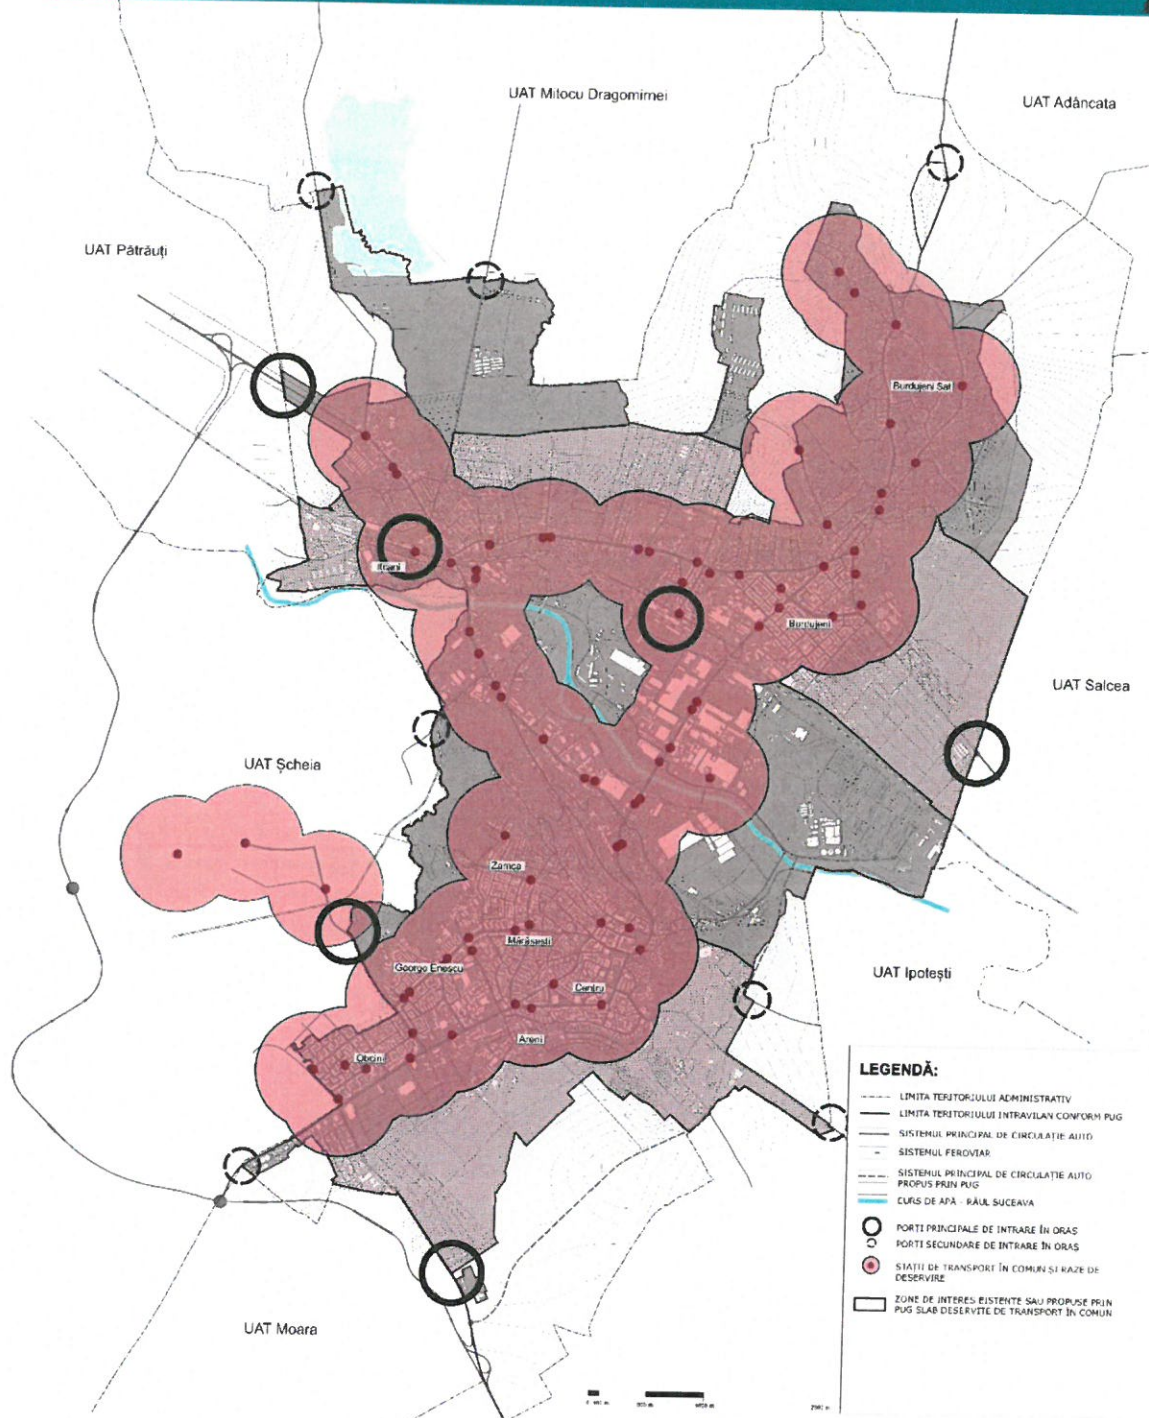 UAT Mitocu Dragomirnei
UAT Adâncata
UAT Pătrăuți
Burdujeni Sat
Ițcani
Burdujeni
UAT Salcea
UAT Șcheia
Zamca
Mărășești
George Enescu
UAT Ipotești
Centru
Areni
Obcini
UAT Moara
LEGENDĂ:
LIMITA TERITORIULUI ADMINISTRATIV
LIMITA TERITORIULUI INTRAVILAN CONFORM PUG
SISTEMUL PRINCIPAL DE CIRCULAȚIE AUTO
SISTEMUL FEROVIAR
SISTEMUL PRINCIPAL DE CIRCULAȚIE AUTO
PROPUS PRIN PUG
CURS DE APĂ - RÂUL SUCEAVA
PORȚI PRINCIPALE DE INTRARE ÎN ORAȘ
PORȚI SECUNDARE DE INTRARE ÎN ORAȘ
STAȚII DE TRANSPORT ÎN COMUN ȘI RAZE DE
DESERVIRE
ZONE DE INTERES EXISTENTE SAU PROPUSE PRIN
PUG SLAB DESERVITE DE TRANSPORT ÎN COMUN